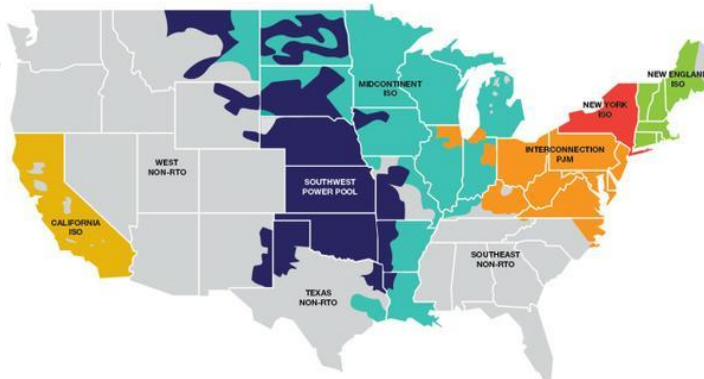 MIDCONTINENT
ISO
NEW ENGLAND
ISO
NEW YORK
ISO
INTERCONNECTION
PJM
WEST
NON-RTO
SOUTHWEST
POWER POOL
CALIFORNIA
ISO
SOUTHEAST
NON-RTO
TEXAS
NON-RTO